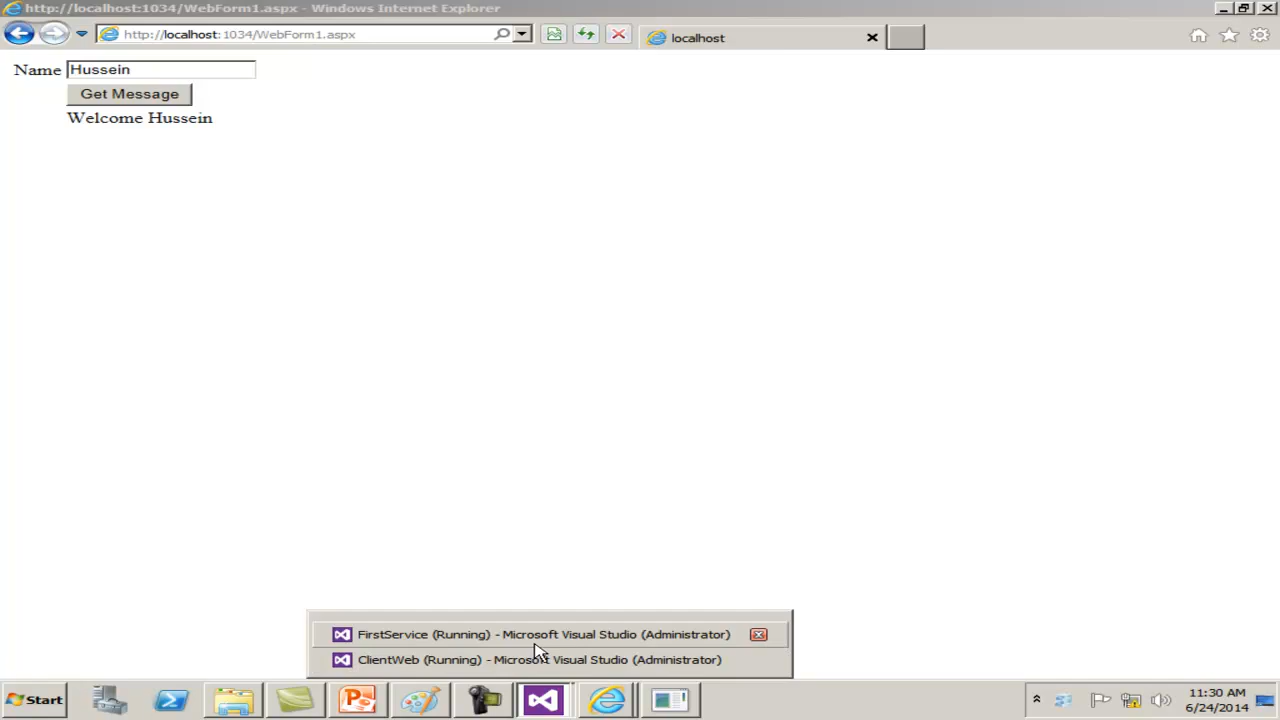 http://localhost:1034/WebForm1.aspx - Windows Internet Explorer
http://localhost:1034/WebForm1.aspx
localhost
Name Hussein
Get Message
Welcome Hussein
FirstService (Running) - Microsoft Visual Studio (Administrator)
ClientWeb (Running) - Microsoft Visual Studio (Administrator)
Start
11:30 AM
6/24/2014